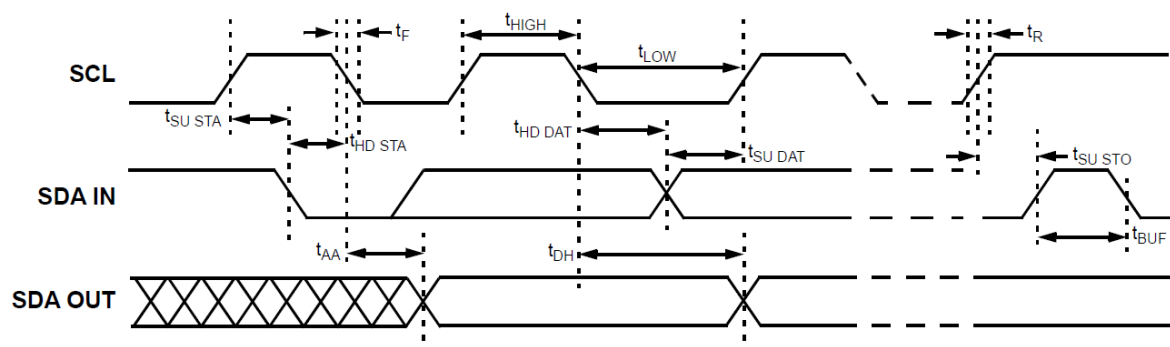 tF
tHIGH
tR
SCL
tLOW
tSU STA
tHD STA
tHD DAT
tSU DAT
tSU STO
SDA IN
tAA
tDH
tBUF
SDA OUT